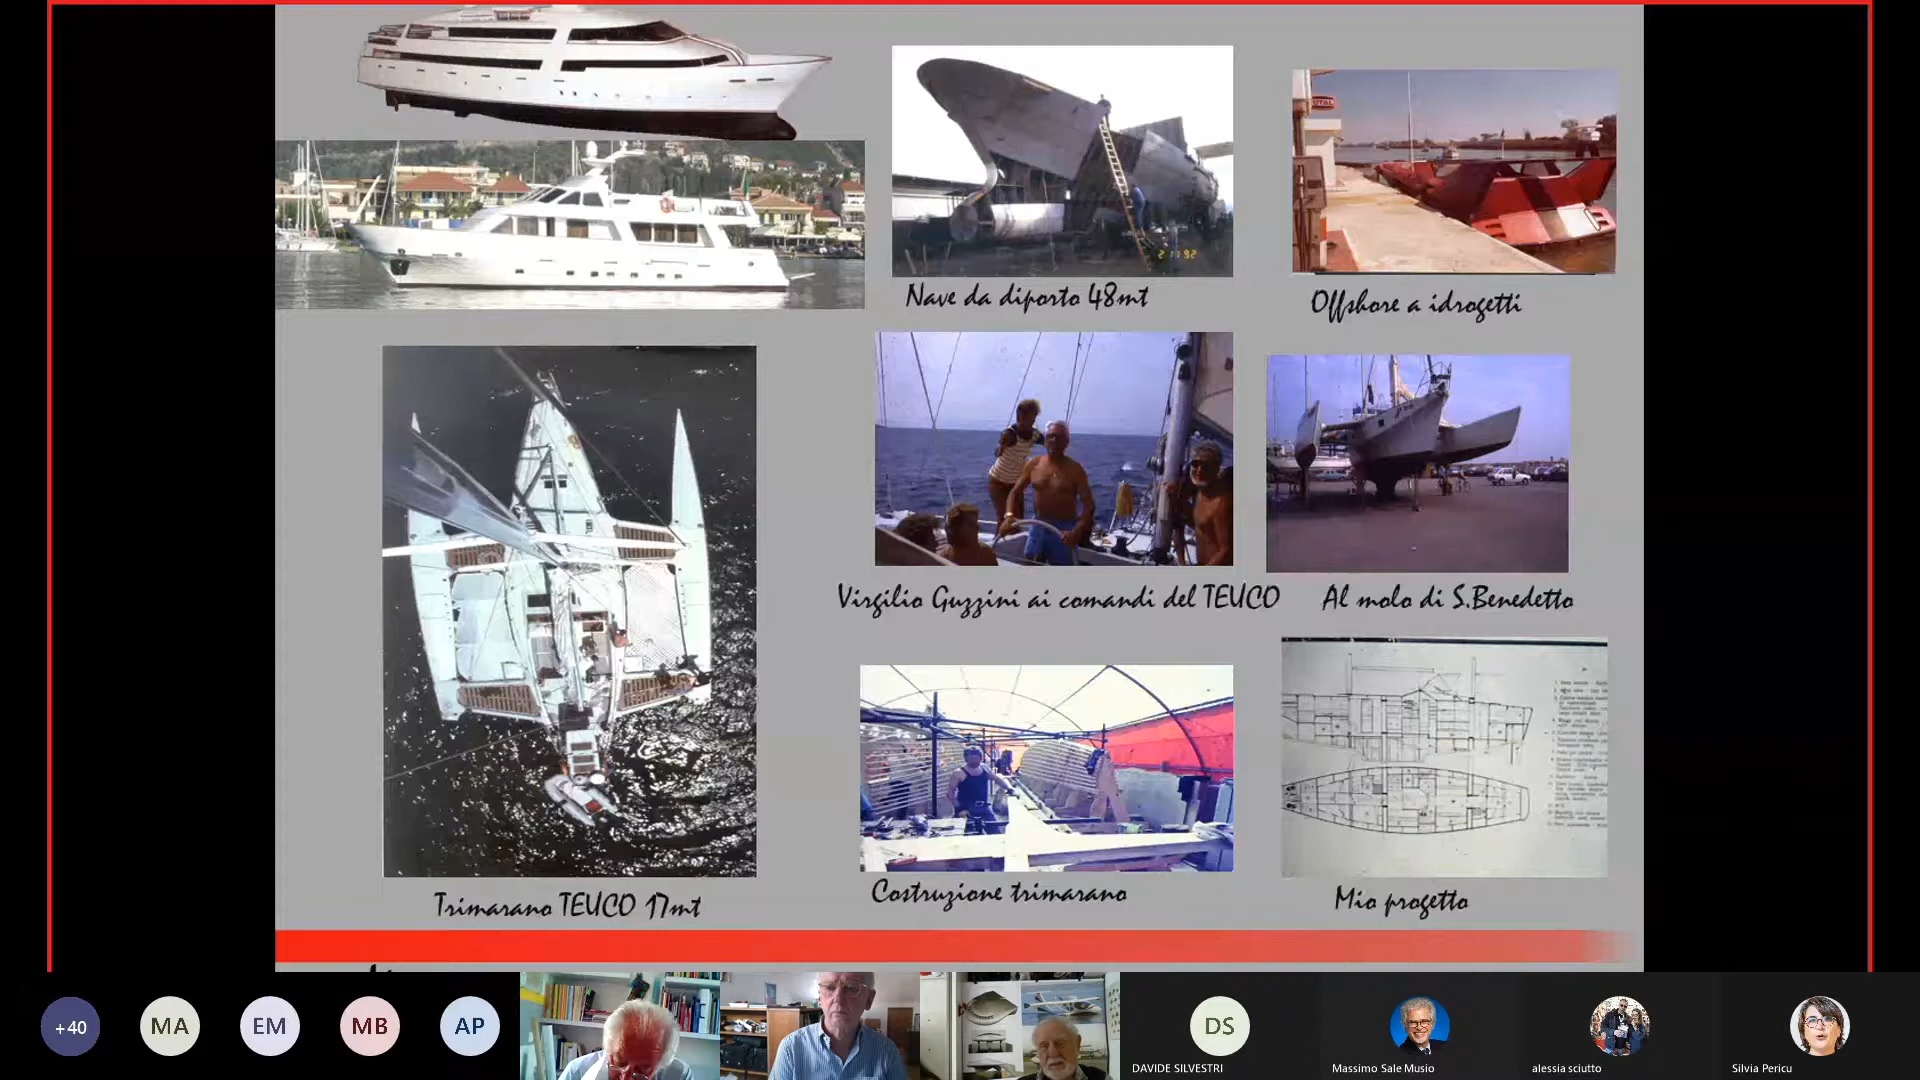 Nave da diporto 48mt
Offshore a idrogetti
Virgilio Guzzini ai comandi del TEUCO
Al molo di S.Benedetto
Trimarano TEUCO 17mt
Costruzione trimarano
Mio progetto
+40
MA
EM
MB
AP
DS
DAVIDE SILVESTRI
Massimo Sale Musio
alessia sciutto
Silvia Pericu